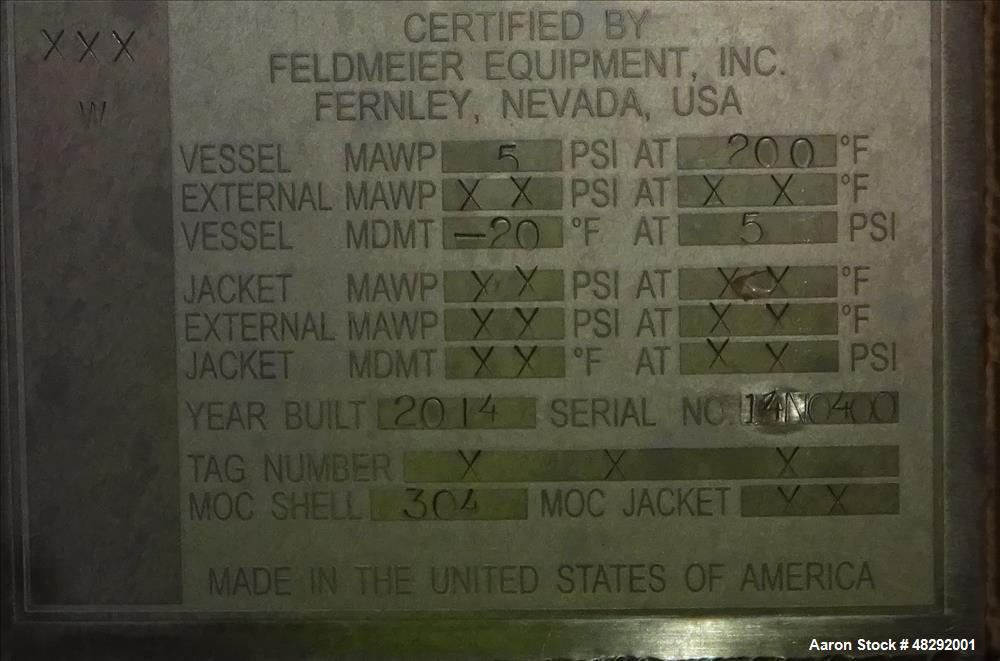 XXX
W
CERTIFIED BY
FELDMEIER EQUIPMENT, INC.
FERNLEY, NEVADA, USA
VESSEL MAWP 5 PSI AT 200 °F
EXTERNAL MAWP X X PSI AT X X °F
VESSEL MDMT -20 °F AT 5 PSI
JACKET MAWP X X PSI AT X X °F
EXTERNAL MAWP X X PSI AT X X °F
JACKET MDMT X X °F AT X X PSI
YEAR BUILT 2014 SERIAL NO. 14N0400
TAG NUMBER X X X
MOC SHELL 304 MOC JACKET X X
MADE IN THE UNITED STATES OF AMERICA
Aaron Stock # 48292001